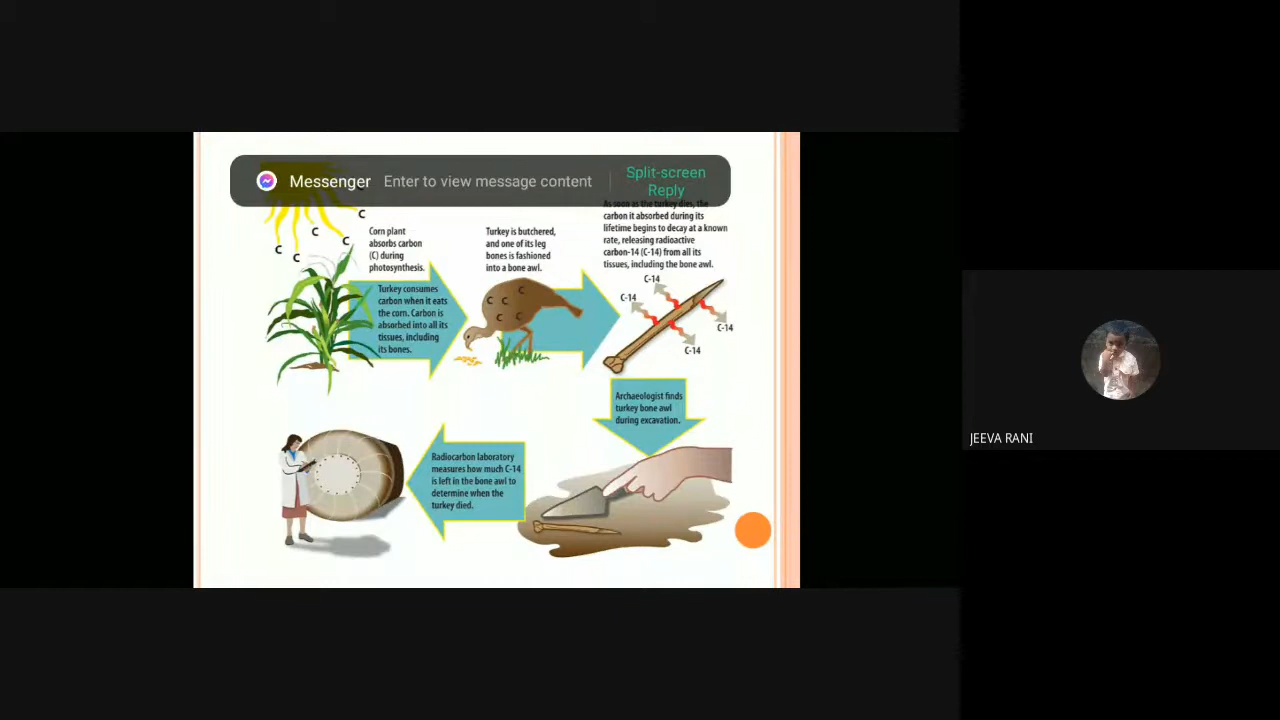 Messenger Enter to view message content
Split-screen
Reply
As soon as the turkey dies, the
carbon it absorbed during its
lifetime begins to decay at a known
rate, releasing radioactive
carbon-14 (C-14) from all its
tissues, including the bone awl.
C
C
C
C
C
Corn plant
absorbs carbon
(C) during
photosynthesis.
Turkey is butchered,
and one of its leg
bones is fashioned
into a bone awl.
Turkey consumes
carbon when it eats
the corn. Carbon is
absorbed into all its
tissues, including
its bones.
C
C C
C C
C-14
C-14
C-14
C-14
Archaeologist finds
turkey bone awl
during excavation.
Radiocarbon laboratory
measures how much C-14
is left in the bone awl to
determine when the
turkey died.
JEEVA RANI